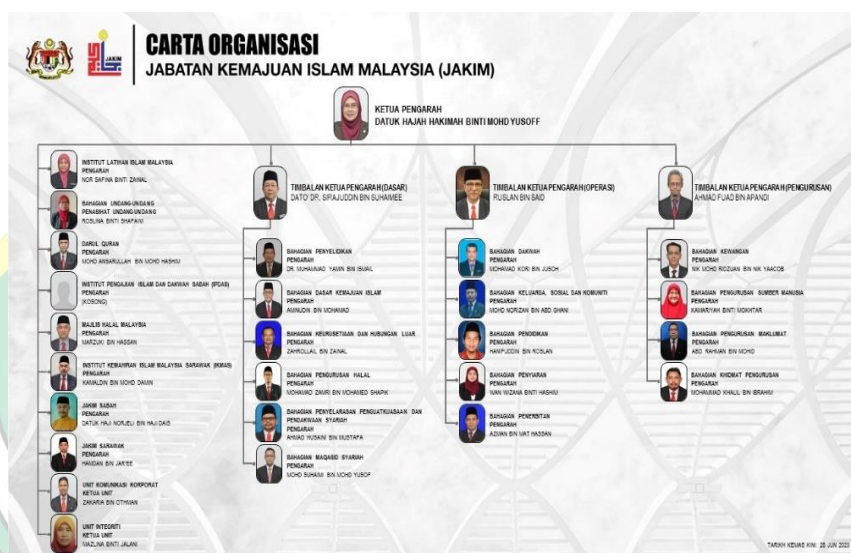 CARTA ORGANISASI
JABATAN KEMAJUAN ISLAM MALAYSIA (JAKIM)
JAKIM
KETUA PENGARAH
DATUK HAJAH HAKIMAH BINTI MOHD YUSOFF
INSTITUT LATIHAN ISLAM MALAYSIA
PENGARAH
NOR SAFINA BINTI ZAINAL
BAHAGIAN UNDANG-UNDANG
PENASIHAT UNDANG-UNDANG
ROSLINA BINTI SHAFAWI
DARUL QURAN
PENGARAH
MOHD ANSARULLAH BIN MOHD HASHIM
INSTITUT PENGAJIAN ISLAM DAN DAKWAH SABAH (IPDAS)
PENGARAH
(KOSONG)
MAJLIS HALAL MALAYSIA
PENGARAH
MARZUKI BIN HASSAN
INSTITUT KEMAHIRAN ISLAM MALAYSIA SARAWAK (IKMAS)
PENGARAH
KAMALDIN BIN MOHD DAMIN
JAKIM SABAH
PENGARAH
DATUK HAJI NORJELI BIN HAJI DAIS
JAKIM SARAWAK
PENGARAH
HAMDAN BIN JARIEE
UNIT KOMUNIKASI KORPORAT
KETUA UNIT
ZAKARIA BIN OTHMAN
UNIT INTEGRITI
KETUA UNIT
MAZLINA BINTI JALANI
TIMBALAN KETUA PENGARAH (DASAR)
DATO' DR. SIRAJUDDIN BIN SUHAIMEE
BAHAGIAN PENYELIDIKAN
PENGARAH
DR. MUHAMMAD YAMIN BIN ISMAIL
BAHAGIAN DASAR KEMAJUAN ISLAM
PENGARAH
AMINUDIN BIN MOHAMAD
BAHAGIAN KEURUSETIAAN DAN HUBUNGAN LUAR
PENGARAH
ZAHROLLAIL BIN ZAINAL
BAHAGIAN PENGURUSAN HALAL
PENGARAH
MOHAMAD ZAMRI BIN MOHAMED SHAPIK
BAHAGIAN PENYELARASAN PENGUATKUASAAN DAN
PENDAKWAAN SYARIAH
PENGARAH
AHMAD HUSAINI BIN MUSTAFA
BAHAGIAN MAQASID SYARIAH
PENGARAH
MOHD SUHAIMI BIN MOHD YUSOF
TIMBALAN KETUA PENGARAH (OPERASI)
RUSLAN BIN SAID
BAHAGIAN DAKWAH
PENGARAH
MOHAMAD KORI BIN JUSOH
BAHAGIAN KELUARGA, SOSIAL DAN KOMUNITI
PENGARAH
MOHD NORIZAN BIN ABD GHANI
BAHAGIAN PENDIDIKAN
PENGARAH
HANIPUDDIN BIN ROSLAN
BAHAGIAN PENYIARAN
PENGARAH
WAN WIZANA BINTI HASHIM
BAHAGIAN PENERBITAN
PENGARAH
AZMAN BIN MAT HASSAN
TIMBALAN KETUA PENGARAH (PENGURUSAN)
AHMAD FUAD BIN APANDI
BAHAGIAN KEWANGAN
PENGARAH
NIK MOHD RIDZUAN BIN NIK YAACOB
BAHAGIAN PENGURUSAN SUMBER MANUSIA
PENGARAH
KAMARIYAH BINTI MOKHTAR
BAHAGIAN PENGURUSAN MAKLUMAT
PENGARAH
ABD. RAHMAN BIN MOHID
BAHAGIAN KHIDMAT PENGURUSAN
PENGARAH
MOHAMMAD KHALIL BIN IBRAHIM
TARIKH KEMAS KINI: